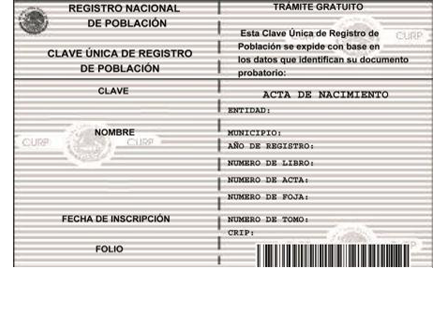 REGISTRO NACIONAL
DE POBLACIÓN
CLAVE ÚNICA DE REGISTRO
DE POBLACIÓN
CLAVE
NOMBRE
CURP
CURP
FECHA DE INSCRIPCIÓN
FOLIO
TRÁMITE GRATUITO
Esta Clave Única de Registro de
CURP
Población se expide con base en
los datos que identifican su documento
probatorio:
ACTA DE NACIMIENTO
ENTIDAD:
MUNICIPIO:
AÑO DE REGISTRO:
NUMERO DE LIBRO:
NUMERO DE ACTA:
NUMERO DE FOJA:
NUMERO DE TOMO:
CRIP: